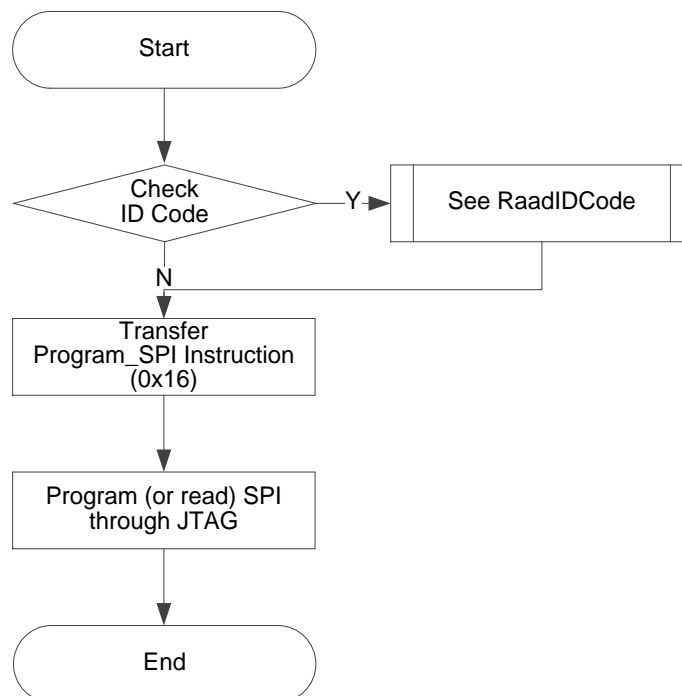 Start
Check
ID Code
Y
See RaadIDCode
N
Transfer
Program_SPI Instruction
(0x16)
Program (or read) SPI
through JTAG
End